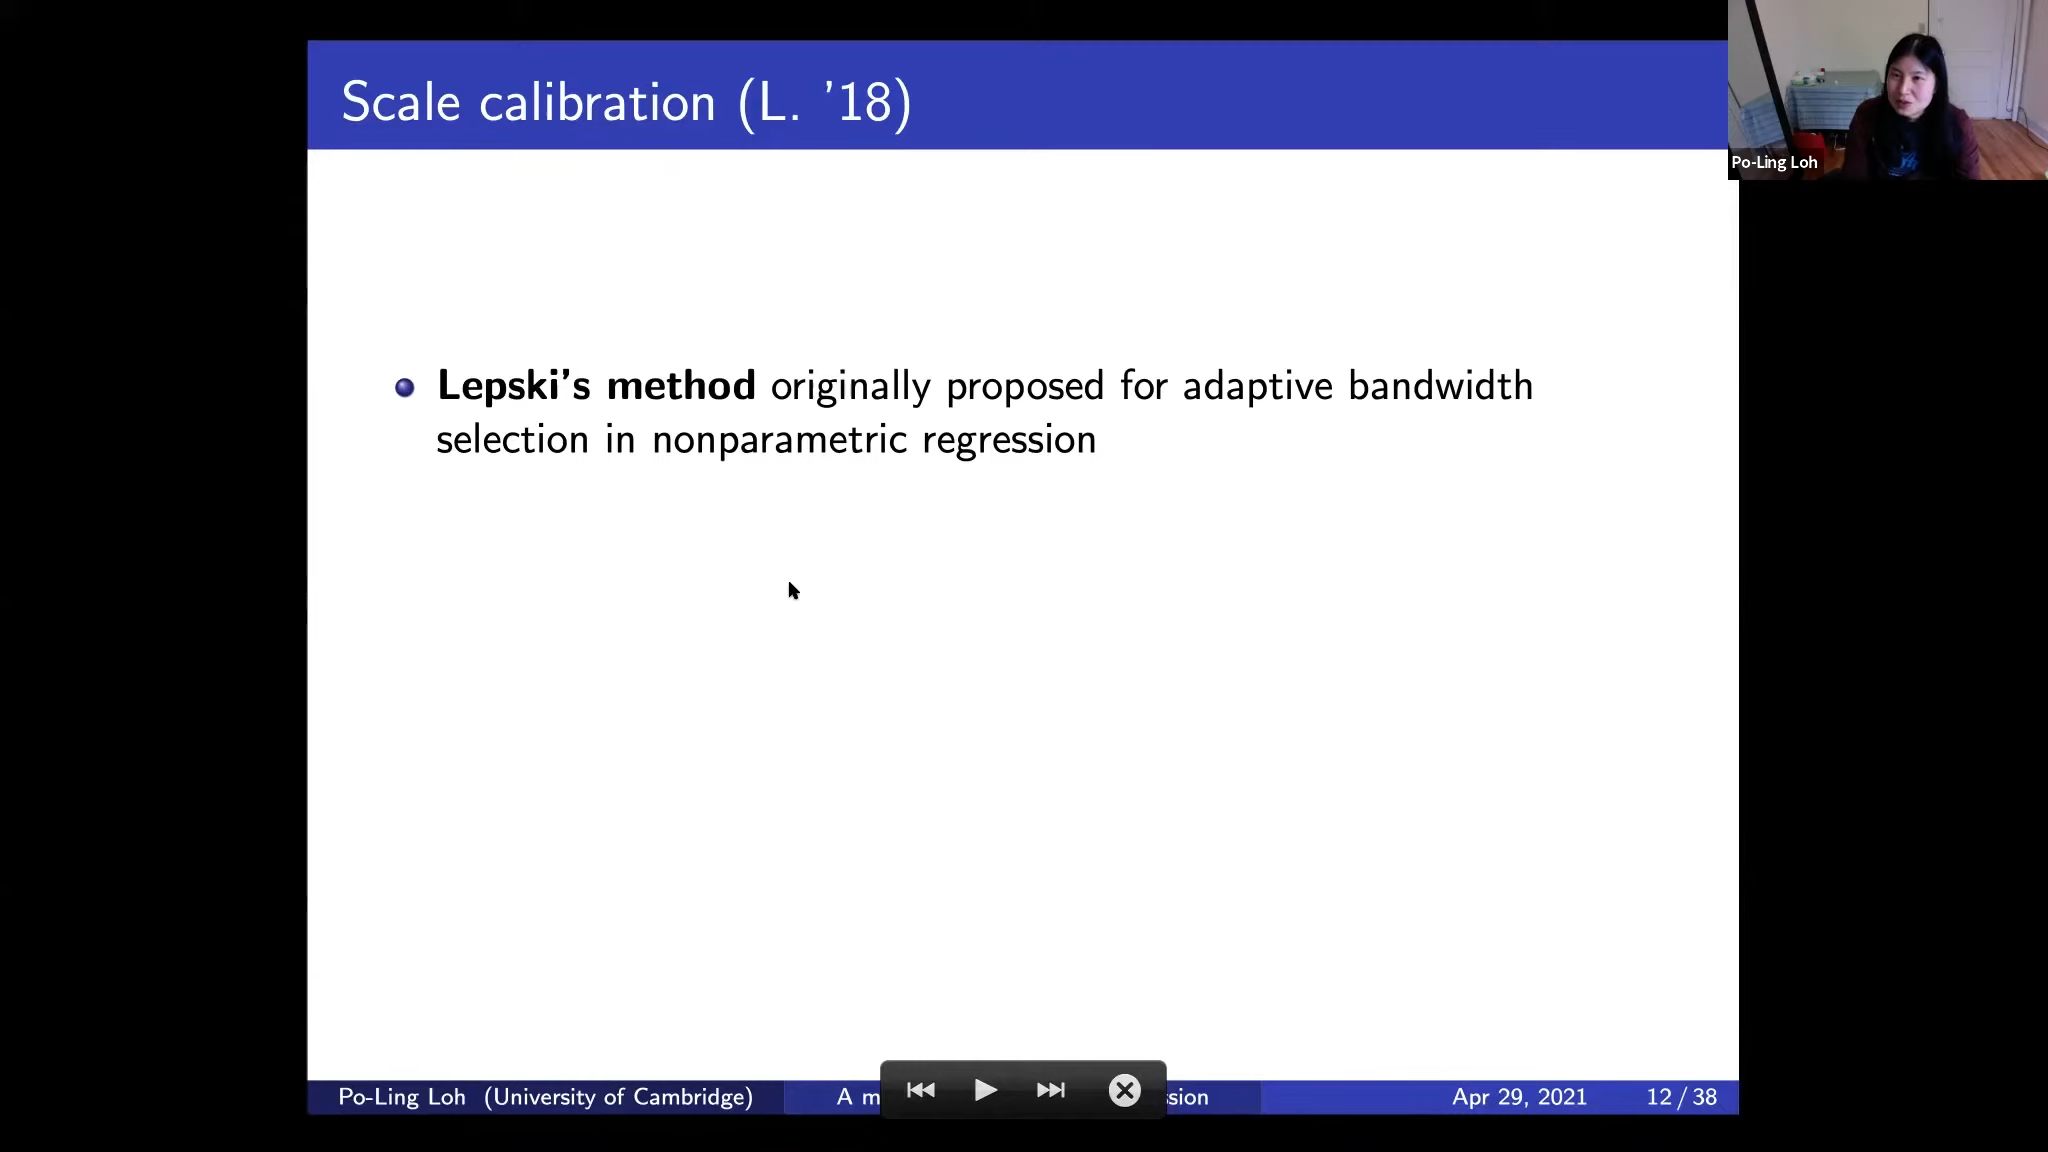 Scale calibration (L. '18)
Po-Ling Loh
Lepski's method originally proposed for adaptive bandwidth
selection in nonparametric regression
Po-Ling Loh (University of Cambridge)
A m
sion
Apr 29, 2021
12 / 38